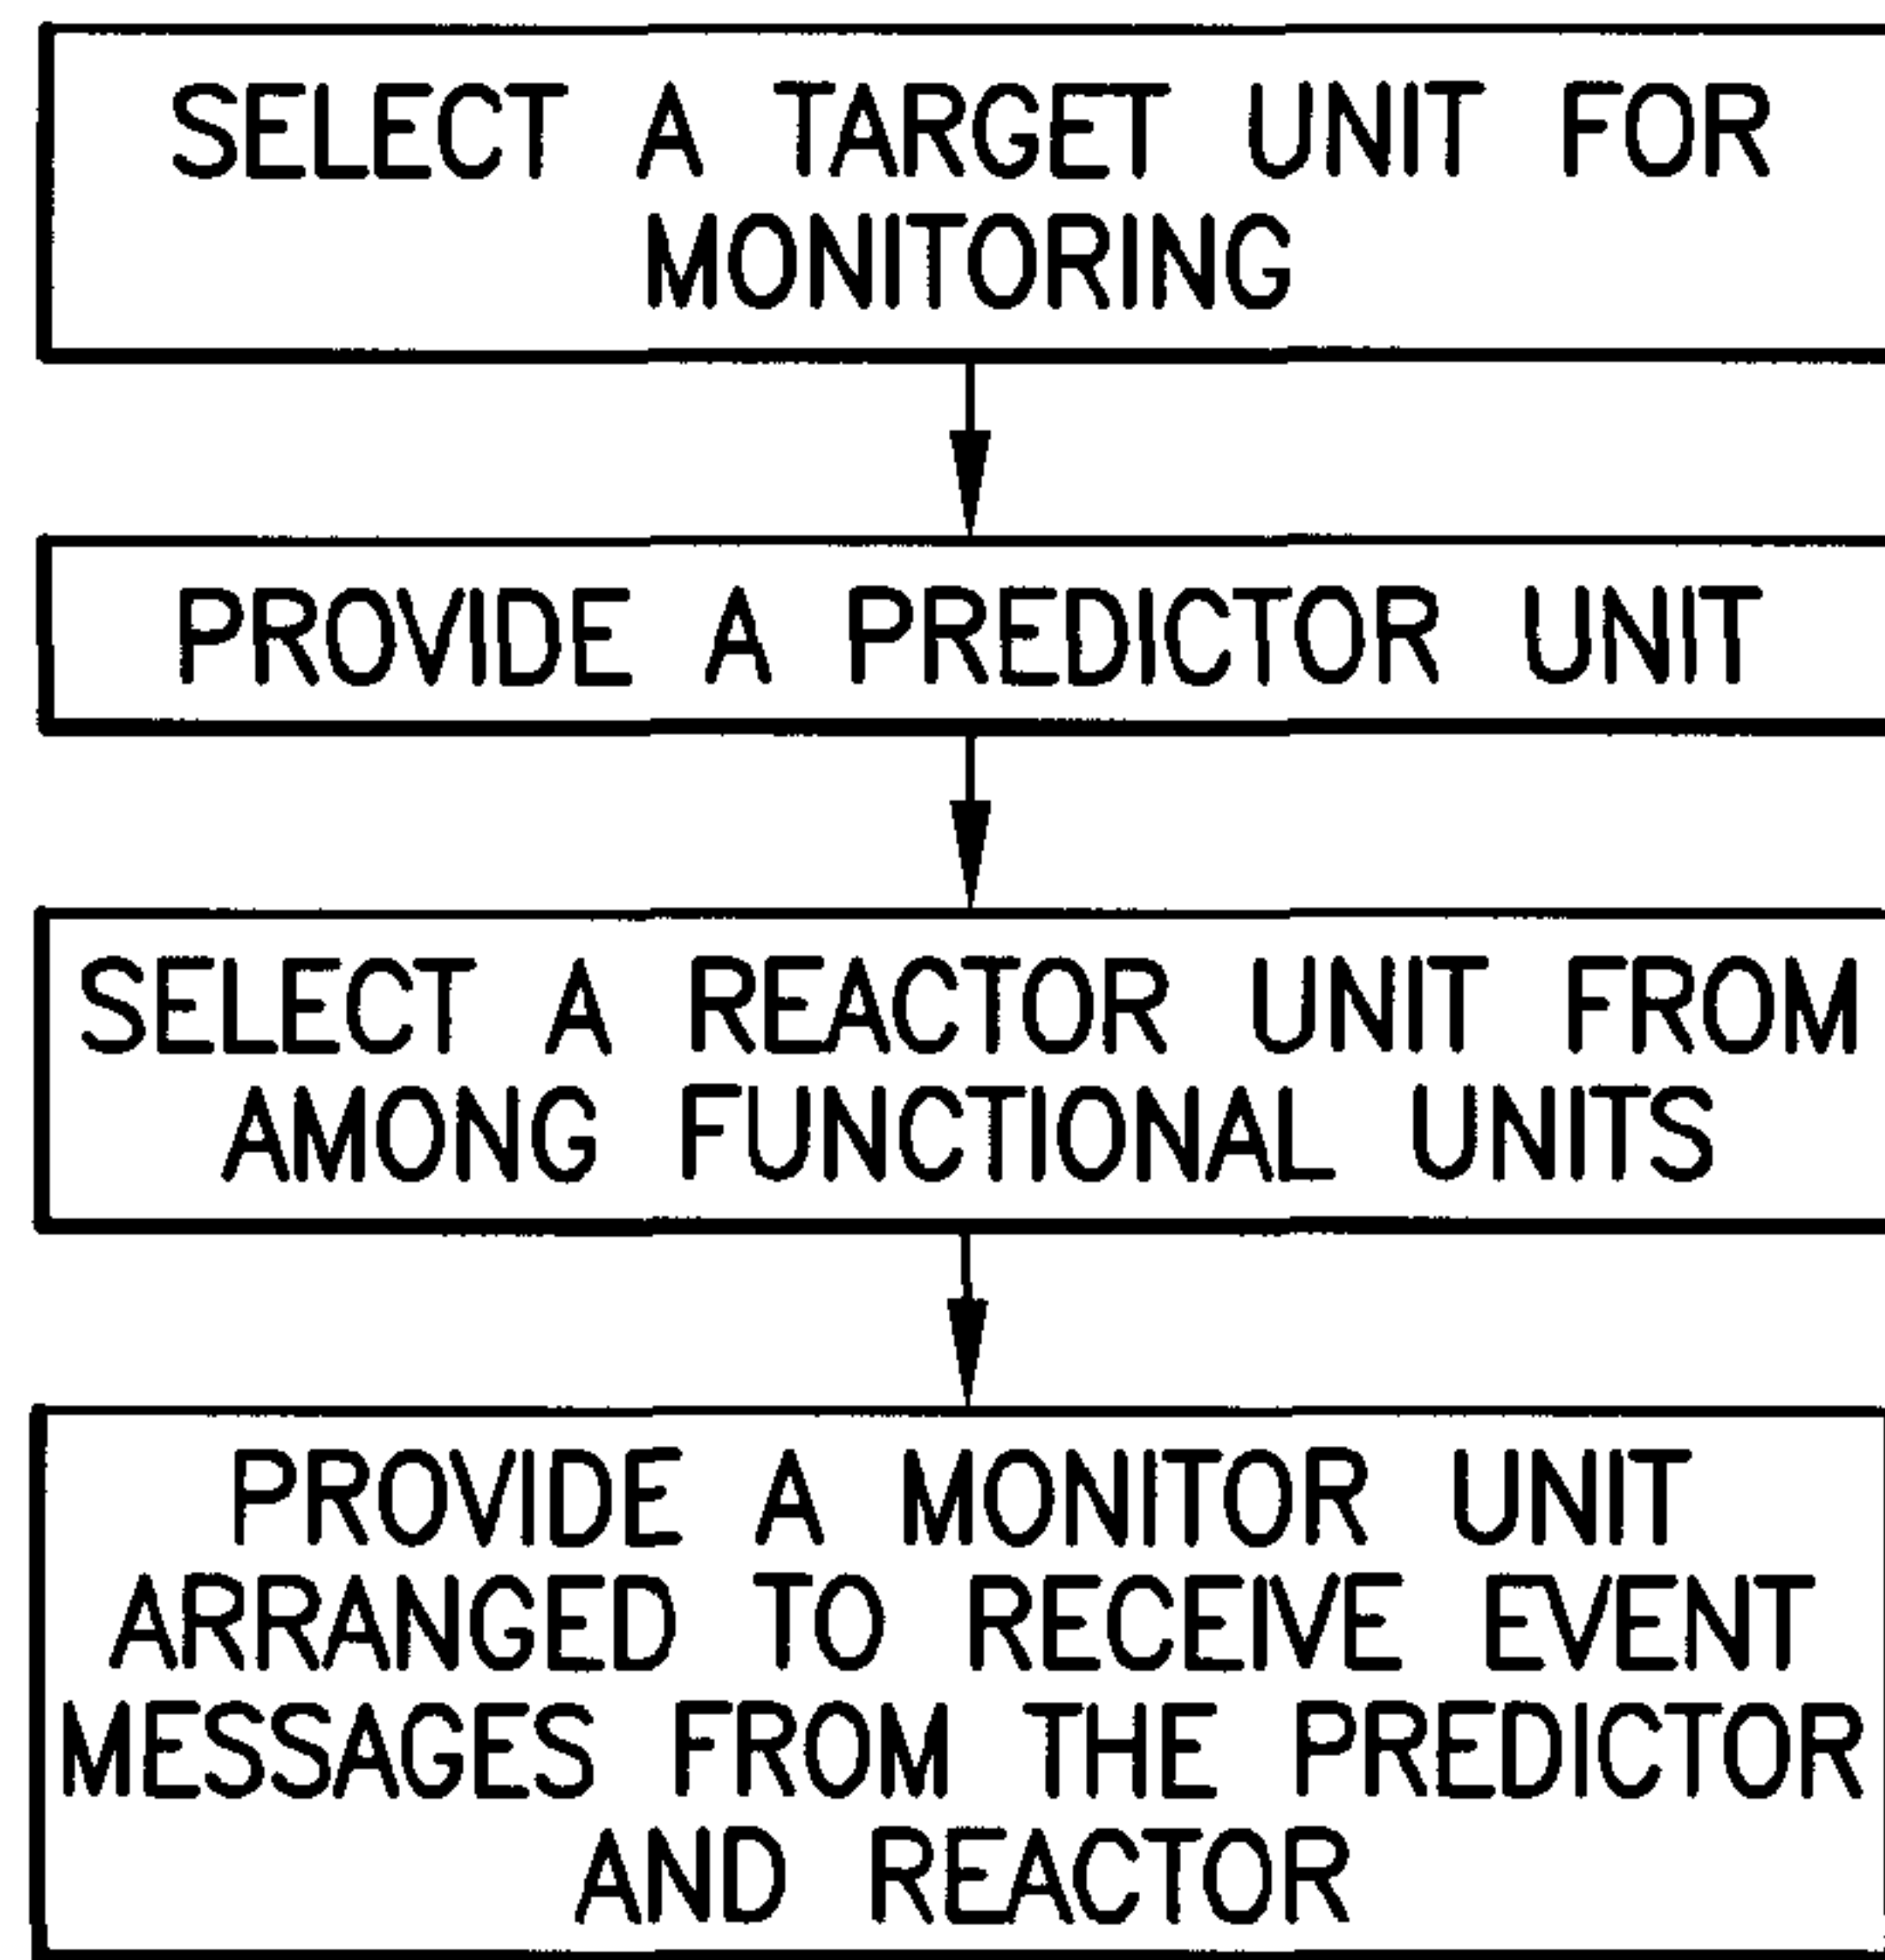 SELECT A TARGET UNIT FOR
MONITORING
PROVIDE A PREDICTOR UNIT
SELECT A REACTOR UNIT FROM
AMONG FUNCTIONAL UNITS
PROVIDE A MONITOR UNIT
ARRANGED TO RECEIVE EVENT
MESSAGES FROM THE PREDICTOR
AND REACTOR